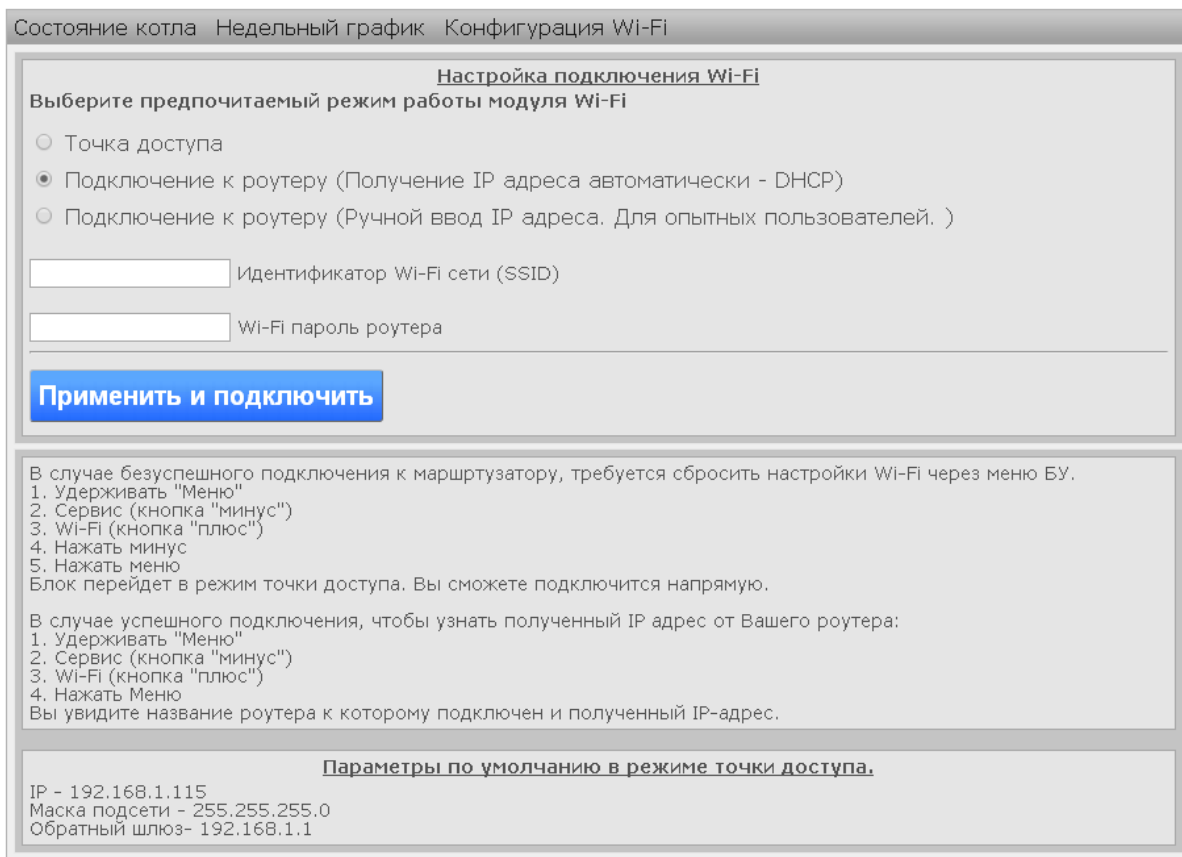 Состояние котла Недельный график Конфигурация Wi-Fi
Настройка подключения Wi-Fi
Выберите предпочитаемый режим работы модуля Wi-Fi
Точка доступа
Подключение к роутеру (Получение IP адреса автоматически - DHCP)
Подключение к роутеру (Ручной ввод IP адреса. Для опытных пользователей. )
Идентификатор Wi-Fi сети (SSID)
Wi-Fi пароль роутера
Применить и подключить
В случае безуспешного подключения к маршртузатору, требуется сбросить настройки Wi-Fi через меню БУ.
1. Удерживать "Меню"
2. Сервис (кнопка "минус")
3. Wi-Fi (кнопка "плюс")
4. Нажать минус
5. Нажать меню
Блок перейдет в режим точки доступа. Вы сможете подключится напрямую.
В случае успешного подключения, чтобы узнать полученный IP адрес от Вашего роутера:
1. Удерживать "Меню"
2. Сервис (кнопка "минус")
3. Wi-Fi (кнопка "плюс")
4. Нажать Меню
Вы увидите название роутера к которому подключен и полученный IP-адрес.
Параметры по умолчанию в режиме точки доступа.
IP - 192.168.1.115
Маска подсети - 255.255.255.0
Обратный шлюз- 192.168.1.1